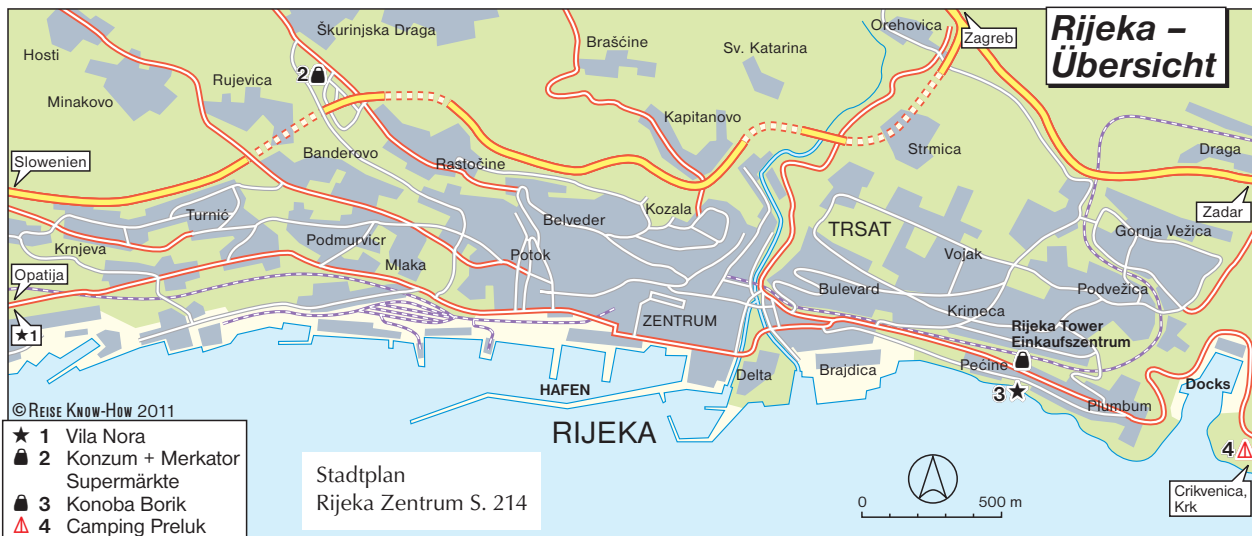 Rijeka –
Übersicht
Hosti
Minakovo
Rujevica
Škurinjska Draga
2
Brašćine
Sv. Katarina
Orehovica
Zagreb
Kapitanovo
Slowenien
Banderovo
Rastočine
Strmica
Draga
Zadar
Turnić
Krnjeva
Podmurvicr
Mlaka
Potok
Belveder
Kozala
TRSAT
Vojak
Gornja Vežica
Opatija
1
ZENTRUM
Bulevard
Krimeca
Podvežica
Rijeka Tower
Einkaufszentrum
Pećine
HAFEN
Delta
Brajdica
3
Plumbum
Docks
RIJEKA
4
Crikvenica,
Krk
© REISE KNOW-HOW 2011
1 Vila Nora
2 Konzum + Merkator
Supermärkte
3 Konoba Borik
4 Camping Preluk
Stadtplan
Rijeka Zentrum S. 214
0 500 m